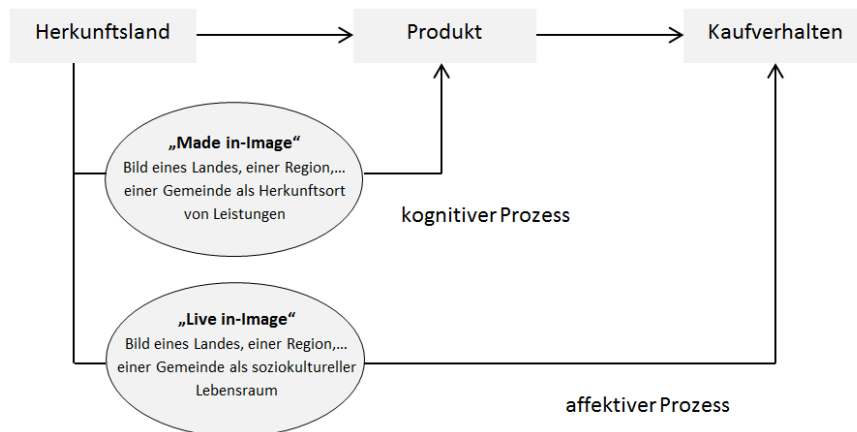 Herkunftsland
Produkt
Kaufverhalten
„Made in-Image“
Bild eines Landes, einer Region,...
einer Gemeinde als Herkunftsort
von Leistungen
kognitiver Prozess
„Live in-Image“
Bild eines Landes, einer Region,...
einer Gemeinde als soziokultureller
Lebensraum
affektiver Prozess